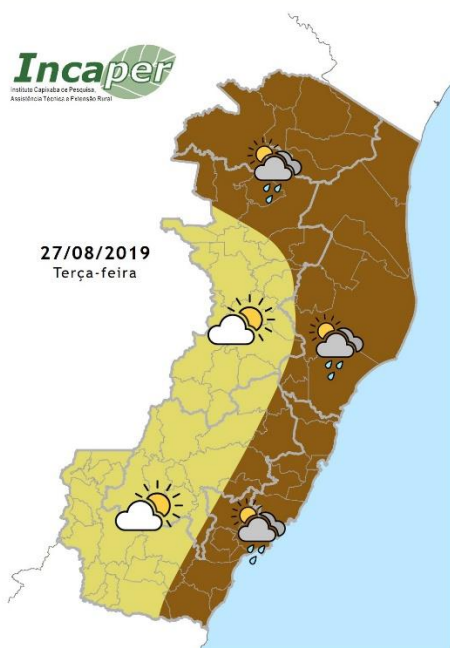 Incaper
Instituto Capixaba de Pesquisa,
Assistência Técnica e Extensão Rural
27/08/2019
Terça-feira